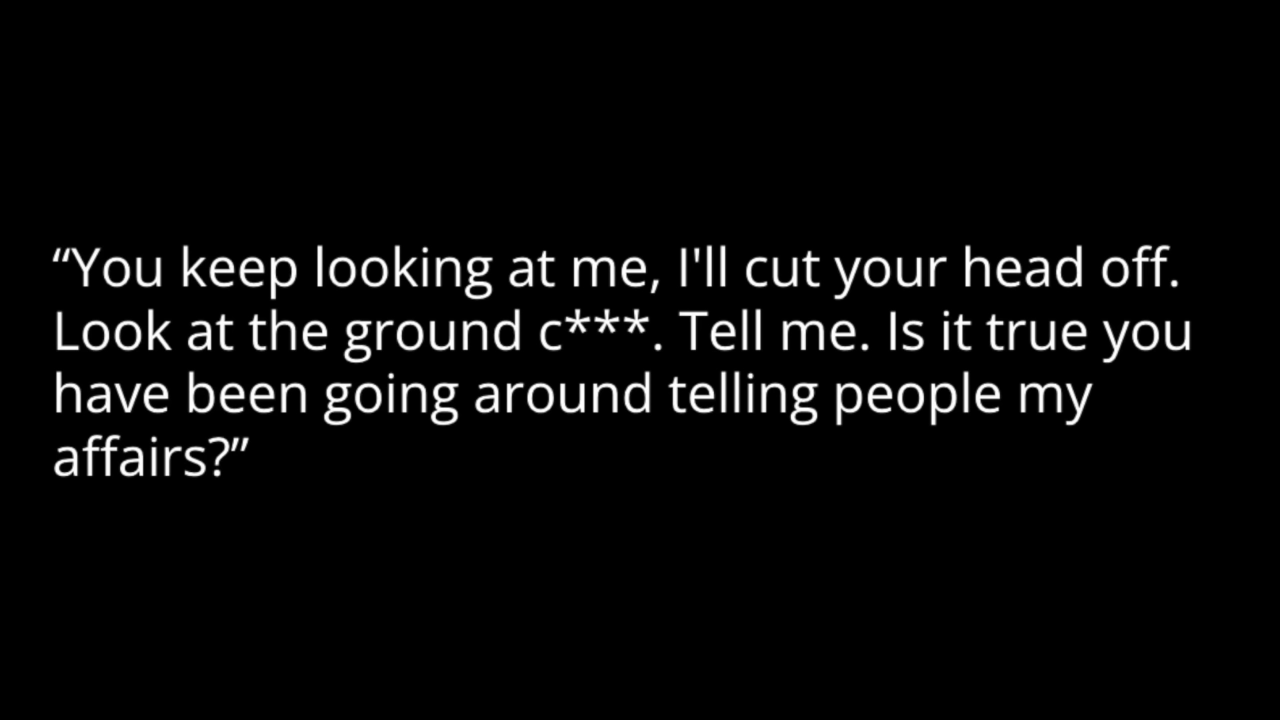 “You keep looking at me, I'll cut your head off.
Look at the ground c***. Tell me. Is it true you
have been going around telling people my
affairs?”